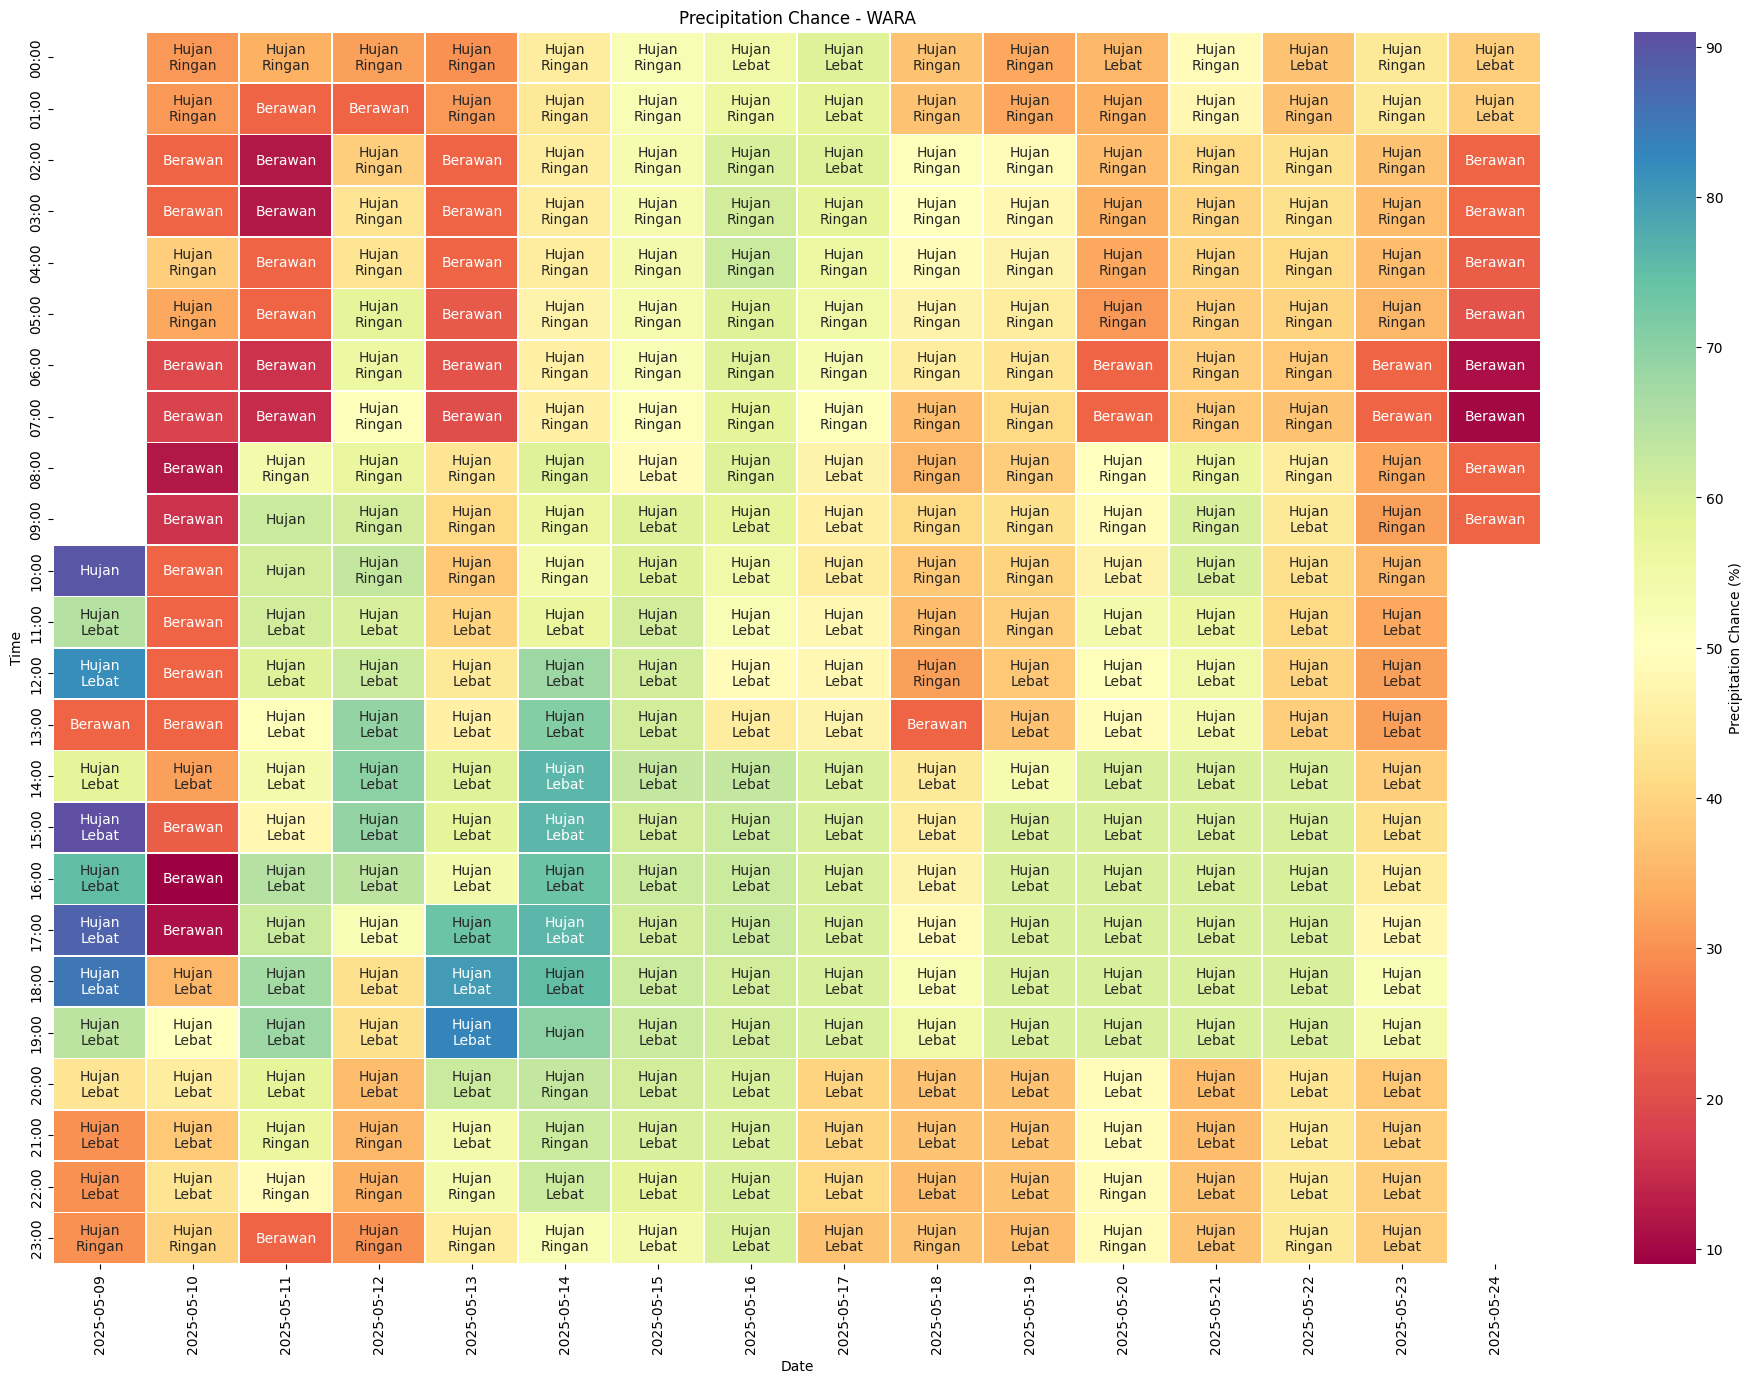 Precipitation Chance - WARA
00:00 Hujan Ringan Hujan Ringan Hujan Ringan Hujan Ringan Hujan Ringan Hujan Ringan Hujan Lebat Hujan Lebat Hujan Ringan Hujan Ringan Hujan Lebat Hujan Ringan Hujan Lebat Hujan Ringan Hujan Lebat
01:00 Hujan Ringan Berawan Berawan Hujan Ringan Hujan Ringan Hujan Ringan Hujan Ringan Hujan Lebat Hujan Ringan Hujan Ringan Hujan Ringan Hujan Ringan Hujan Ringan Hujan Ringan Hujan Lebat
02:00 Berawan Berawan Hujan Ringan Berawan Hujan Ringan Hujan Ringan Hujan Ringan Hujan Lebat Hujan Ringan Hujan Ringan Hujan Ringan Hujan Ringan Hujan Ringan Hujan Ringan Berawan
03:00 Berawan Berawan Hujan Ringan Berawan Hujan Ringan Hujan Ringan Hujan Ringan Hujan Ringan Hujan Ringan Hujan Ringan Hujan Ringan Hujan Ringan Hujan Ringan Hujan Ringan Berawan
04:00 Hujan Ringan Berawan Hujan Ringan Berawan Hujan Ringan Hujan Ringan Hujan Ringan Hujan Ringan Hujan Ringan Hujan Ringan Hujan Ringan Hujan Ringan Hujan Ringan Hujan Ringan Berawan
05:00 Hujan Ringan Berawan Hujan Ringan Berawan Hujan Ringan Hujan Ringan Hujan Ringan Hujan Ringan Hujan Ringan Hujan Ringan Hujan Ringan Hujan Ringan Hujan Ringan Hujan Ringan Berawan
06:00 Berawan Berawan Hujan Ringan Berawan Hujan Ringan Hujan Ringan Hujan Ringan Hujan Ringan Hujan Ringan Hujan Ringan Berawan Hujan Ringan Hujan Ringan Berawan Berawan
07:00 Berawan Berawan Hujan Ringan Berawan Hujan Ringan Hujan Ringan Hujan Ringan Hujan Ringan Hujan Ringan Hujan Ringan Berawan Hujan Ringan Hujan Ringan Berawan Berawan
08:00 Berawan Hujan Ringan Hujan Ringan Hujan Ringan Hujan Ringan Hujan Lebat Hujan Ringan Hujan Lebat Hujan Ringan Hujan Ringan Hujan Ringan Hujan Ringan Hujan Ringan Hujan Ringan Berawan
09:00 Berawan Hujan Hujan Ringan Hujan Ringan Hujan Ringan Hujan Lebat Hujan Lebat Hujan Lebat Hujan Ringan Hujan Ringan Hujan Ringan Hujan Ringan Hujan Lebat Hujan Ringan Berawan
10:00 Hujan Berawan Hujan Hujan Ringan Hujan Ringan Hujan Ringan Hujan Lebat Hujan Lebat Hujan Lebat Hujan Ringan Hujan Ringan Hujan Lebat Hujan Lebat Hujan Lebat Hujan Ringan
11:00 Hujan Lebat Berawan Hujan Lebat Hujan Lebat Hujan Lebat Hujan Lebat Hujan Lebat Hujan Lebat Hujan Lebat Hujan Ringan Hujan Ringan Hujan Lebat Hujan Lebat Hujan Lebat Hujan Lebat
12:00 Hujan Lebat Berawan Hujan Lebat Hujan Lebat Hujan Lebat Hujan Lebat Hujan Lebat Hujan Lebat Hujan Lebat Hujan Ringan Hujan Lebat Hujan Lebat Hujan Lebat Hujan Lebat Hujan Lebat
13:00 Berawan Berawan Hujan Lebat Hujan Lebat Hujan Lebat Hujan Lebat Hujan Lebat Hujan Lebat Hujan Lebat Berawan Hujan Lebat Hujan Lebat Hujan Lebat Hujan Lebat Hujan Lebat
14:00 Hujan Lebat Hujan Lebat Hujan Lebat Hujan Lebat Hujan Lebat Hujan Lebat Hujan Lebat Hujan Lebat Hujan Lebat Hujan Lebat Hujan Lebat Hujan Lebat Hujan Lebat Hujan Lebat Hujan Lebat
15:00 Hujan Lebat Berawan Hujan Lebat Hujan Lebat Hujan Lebat Hujan Lebat Hujan Lebat Hujan Lebat Hujan Lebat Hujan Lebat Hujan Lebat Hujan Lebat Hujan Lebat Hujan Lebat Hujan Lebat
16:00 Hujan Lebat Berawan Hujan Lebat Hujan Lebat Hujan Lebat Hujan Lebat Hujan Lebat Hujan Lebat Hujan Lebat Hujan Lebat Hujan Lebat Hujan Lebat Hujan Lebat Hujan Lebat Hujan Lebat
17:00 Hujan Lebat Berawan Hujan Lebat Hujan Lebat Hujan Lebat Hujan Lebat Hujan Lebat Hujan Lebat Hujan Lebat Hujan Lebat Hujan Lebat Hujan Lebat Hujan Lebat Hujan Lebat Hujan Lebat
18:00 Hujan Lebat Hujan Lebat Hujan Lebat Hujan Lebat Hujan Lebat Hujan Lebat Hujan Lebat Hujan Lebat Hujan Lebat Hujan Lebat Hujan Lebat Hujan Lebat Hujan Lebat Hujan Lebat Hujan Lebat
19:00 Hujan Lebat Hujan Lebat Hujan Lebat Hujan Lebat Hujan Lebat Hujan Hujan Lebat Hujan Lebat Hujan Lebat Hujan Lebat Hujan Lebat Hujan Lebat Hujan Lebat Hujan Lebat Hujan Lebat
20:00 Hujan Lebat Hujan Lebat Hujan Lebat Hujan Lebat Hujan Lebat Hujan Ringan Hujan Lebat Hujan Lebat Hujan Lebat Hujan Lebat Hujan Lebat Hujan Lebat Hujan Lebat Hujan Lebat Hujan Lebat
21:00 Hujan Lebat Hujan Lebat Hujan Ringan Hujan Ringan Hujan Lebat Hujan Ringan Hujan Lebat Hujan Lebat Hujan Lebat Hujan Lebat Hujan Lebat Hujan Lebat Hujan Lebat Hujan Lebat Hujan Lebat
22:00 Hujan Lebat Hujan Lebat Hujan Ringan Hujan Ringan Hujan Ringan Hujan Lebat Hujan Lebat Hujan Lebat Hujan Lebat Hujan Lebat Hujan Lebat Hujan Ringan Hujan Lebat Hujan Lebat Hujan Lebat
23:00 Hujan Ringan Hujan Ringan Berawan Hujan Ringan Hujan Ringan Hujan Ringan Hujan Lebat Hujan Lebat Hujan Lebat Hujan Ringan Hujan Lebat Hujan Ringan Hujan Lebat Hujan Ringan Hujan Lebat
Time
2025-05-09 2025-05-10 2025-05-11 2025-05-12 2025-05-13 2025-05-14 2025-05-15 2025-05-16 2025-05-17 2025-05-18 2025-05-19 2025-05-20 2025-05-21 2025-05-22 2025-05-23 2025-05-24
Date
90
80
70
60
50
40
30
20
10
Precipitation Chance (%)